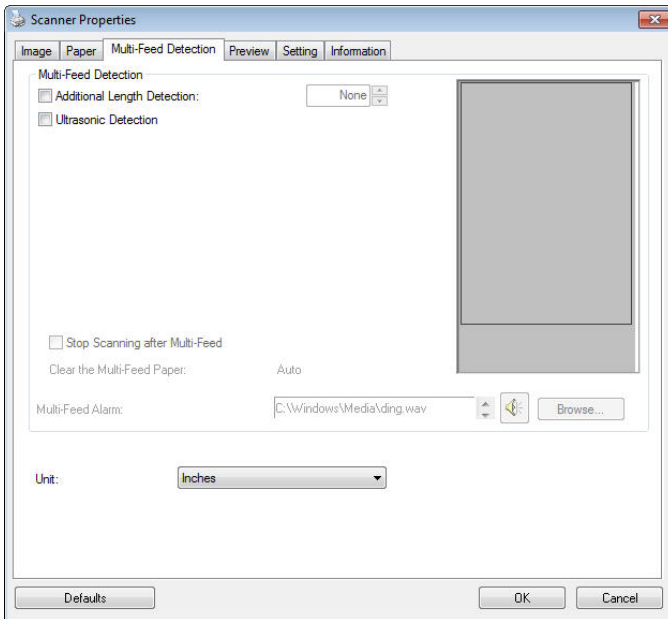 Scanner Properties
Image Paper Multi-Feed Detection Preview Setting Information
Multi-Feed Detection
Additional Length Detection: None
Ultrasonic Detection
Stop Scanning after Multi-Feed
Clear the Multi-Feed Paper: Auto
Multi-Feed Alarm: C:\Windows\Media\ding.wav Browse...
Unit: Inches
Defaults OK Cancel